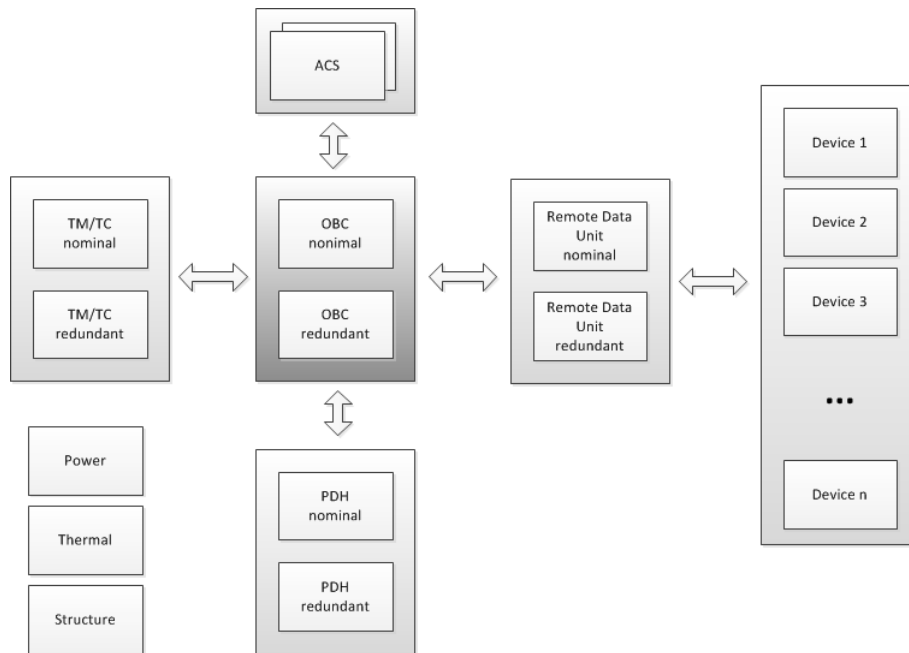 ACS
TM/TC
nominal
TM/TC
redundant
OBC
nonimal
OBC
redundant
Remote Data
Unit
nominal
Remote Data
Unit
redundant
Device 1
Device 2
Device 3
...
Device n
Power
Thermal
Structure
PDH
nominal
PDH
redundant